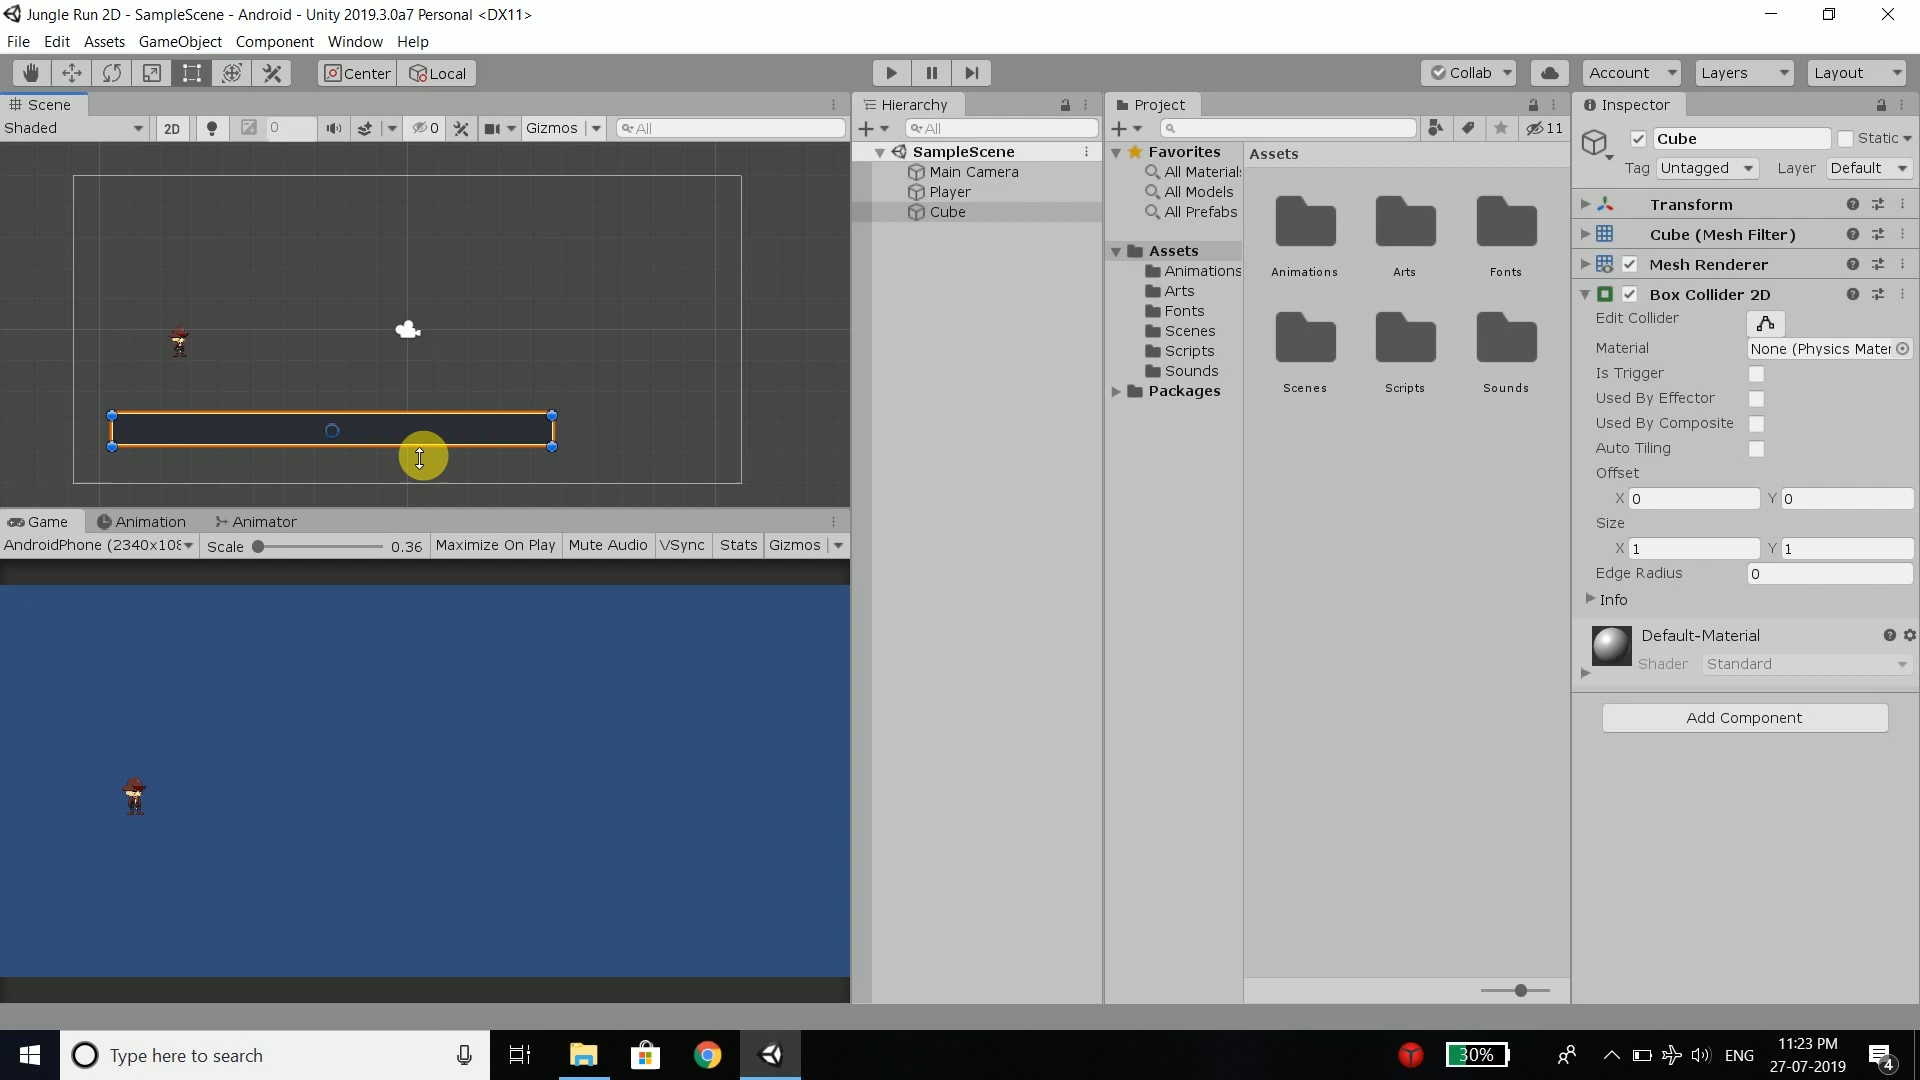 Jungle Run 2D - SampleScene - Android - Unity 2019.3.0a7 Personal <DX11>
File Edit Assets GameObject Component Window Help
Center Local Collab Account Layers Layout
Scene
Shaded 2D 0 0 Gizmos All
Hierarchy
All
SampleScene
Main Camera
Player
Cube
Project
11
Favorites
All Material
All Models
All Prefabs
Assets
Animations
Arts
Fonts
Scenes
Scripts
Sounds
Packages
Assets
Animations Arts Fonts
Scenes Scripts Sounds
Inspector
Cube Static
Tag Untagged Layer Default
Transform
Cube (Mesh Filter)
Mesh Renderer
Box Collider 2D
Edit Collider
Material None (Physics Mater
Is Trigger
Used By Effector
Used By Composite
Auto Tiling
Offset
X 0 Y 0
Size
X 1 Y 1
Edge Radius 0
Info
Default-Material
Shader Standard
Add Component
Game Animation Animator
AndroidPhone (2340x108 Scale 0.36 Maximize On Play Mute Audio VSync Stats Gizmos
Type here to search
30%
ENG
11:23 PM
27-07-2019
4